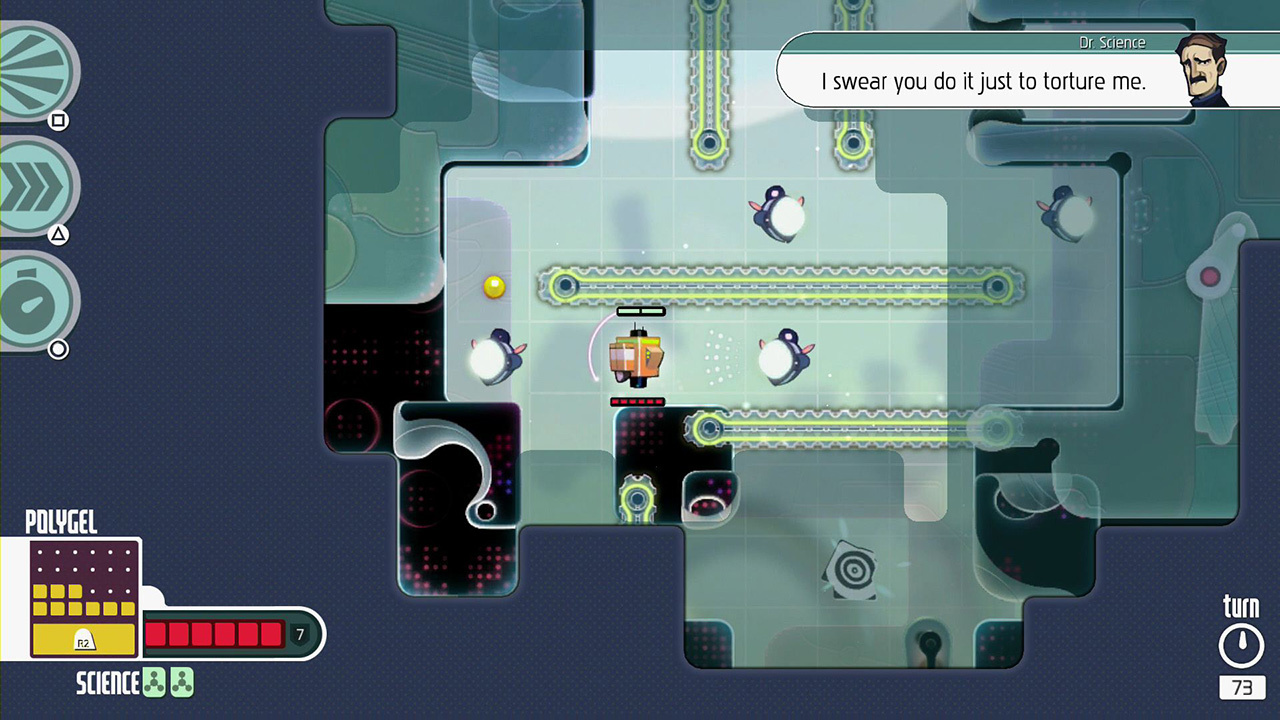 Dr. Science
I swear you do it just to torture me.
POLYGEL
R2
7
SCIENCE
turn
73